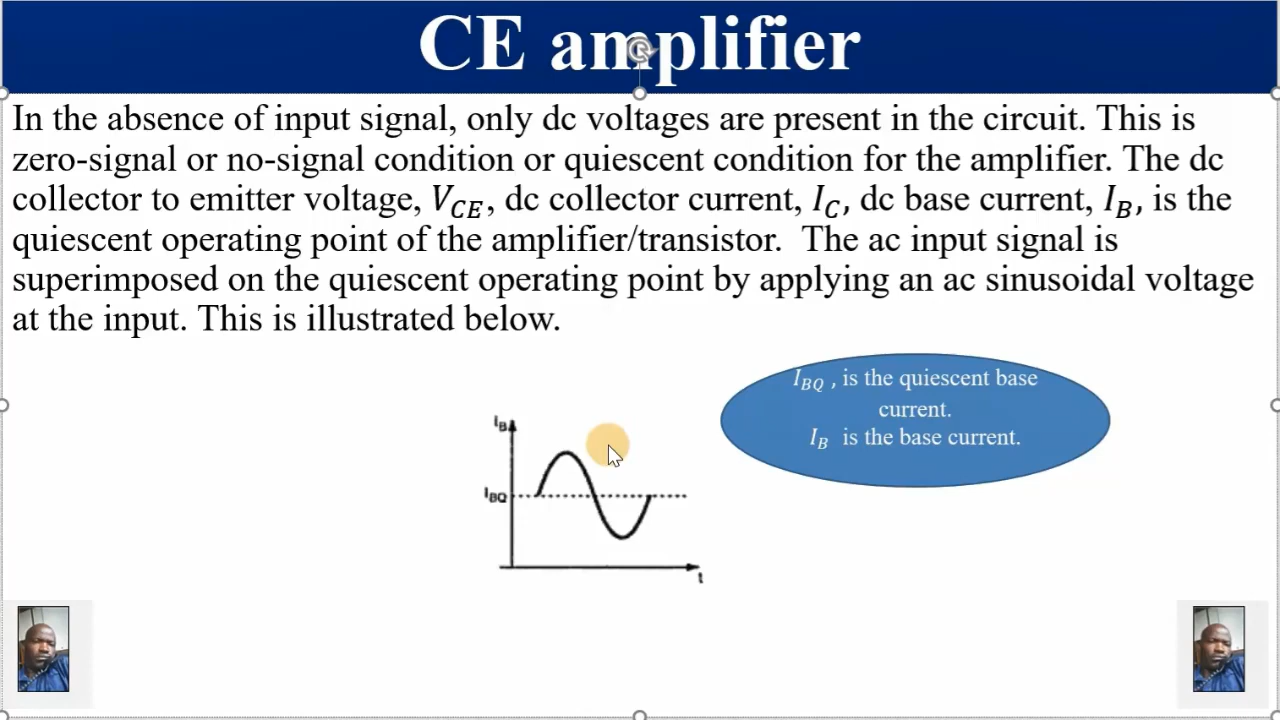 CE amplifier
In the absence of input signal, only dc voltages are present in the circuit. This is
zero-signal or no-signal condition or quiescent condition for the amplifier. The dc
collector to emitter voltage, V_CE, dc collector current, I_C, dc base current, I_B, is the
quiescent operating point of the amplifier/transistor. The ac input signal is
superimposed on the quiescent operating point by applying an ac sinusoidal voltage
at the input. This is illustrated below.
I_BQ , is the quiescent base
current.
I_B is the base current.
I_B
I_BQ
t